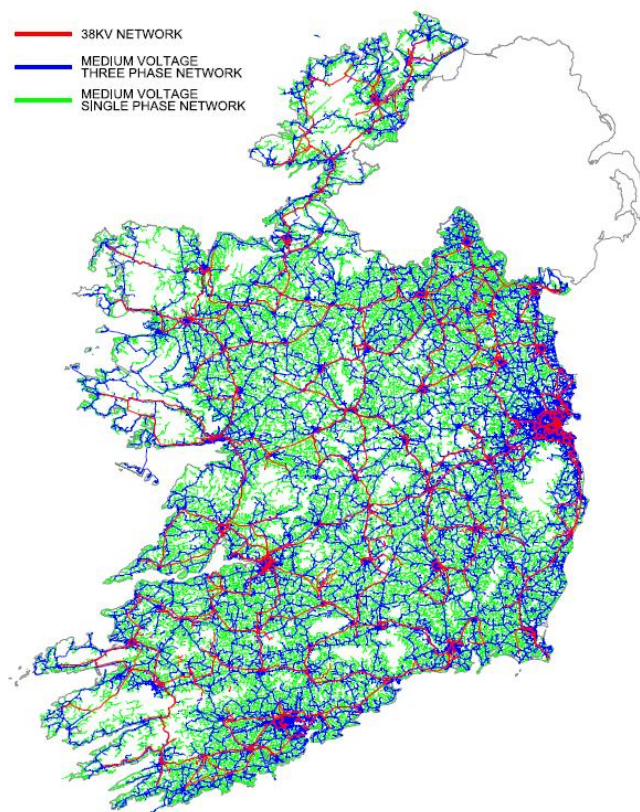 38KV NETWORK
MEDIUM VOLTAGE
THREE PHASE NETWORK
MEDIUM VOLTAGE
SINGLE PHASE NETWORK